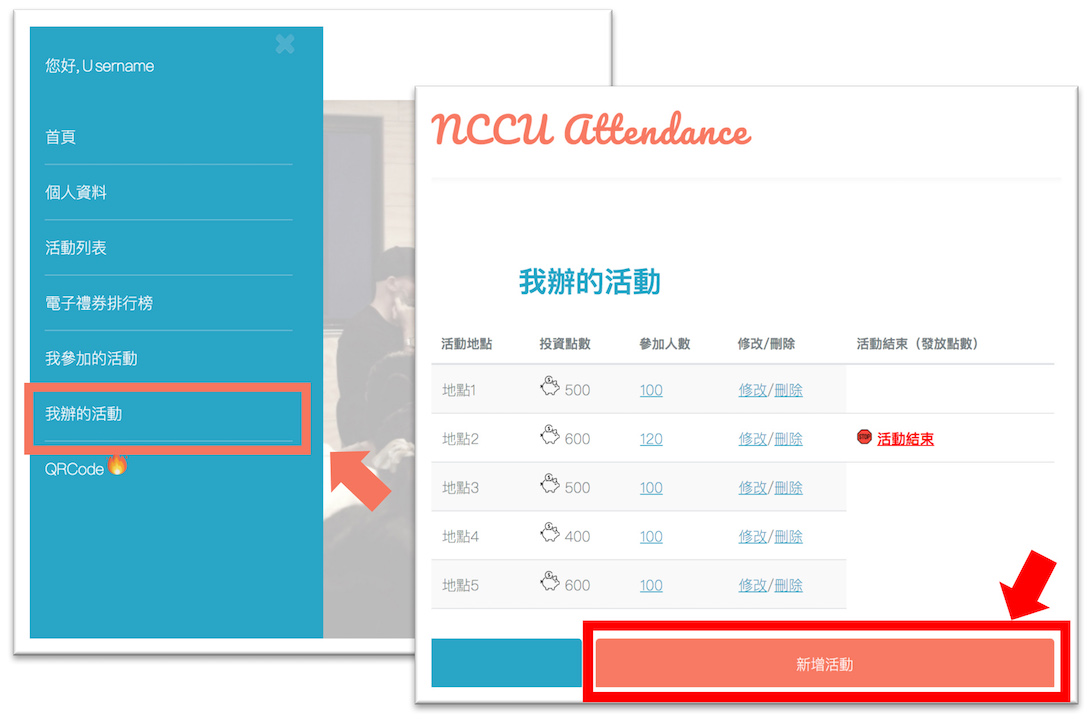 您好, Username
首頁
個人資料
活動列表
電子禮券排行榜
我參加的活動
我辦的活動
QRCode
NCCU Attendance
我辦的活動
活動地點 投資點數 參加人數 修改/刪除 活動結束（發放點數）
地點1 500 100 修改/刪除
地點2 600 120 修改/刪除 STOP 活動結束
地點3 500 100 修改/刪除
地點4 400 100 修改/刪除
地點5 600 100 修改/刪除
新增活動